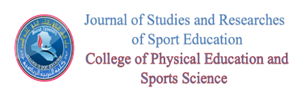 Journal of Studies and Researches
of Sport Education
College of Physical Education and
Sports Science